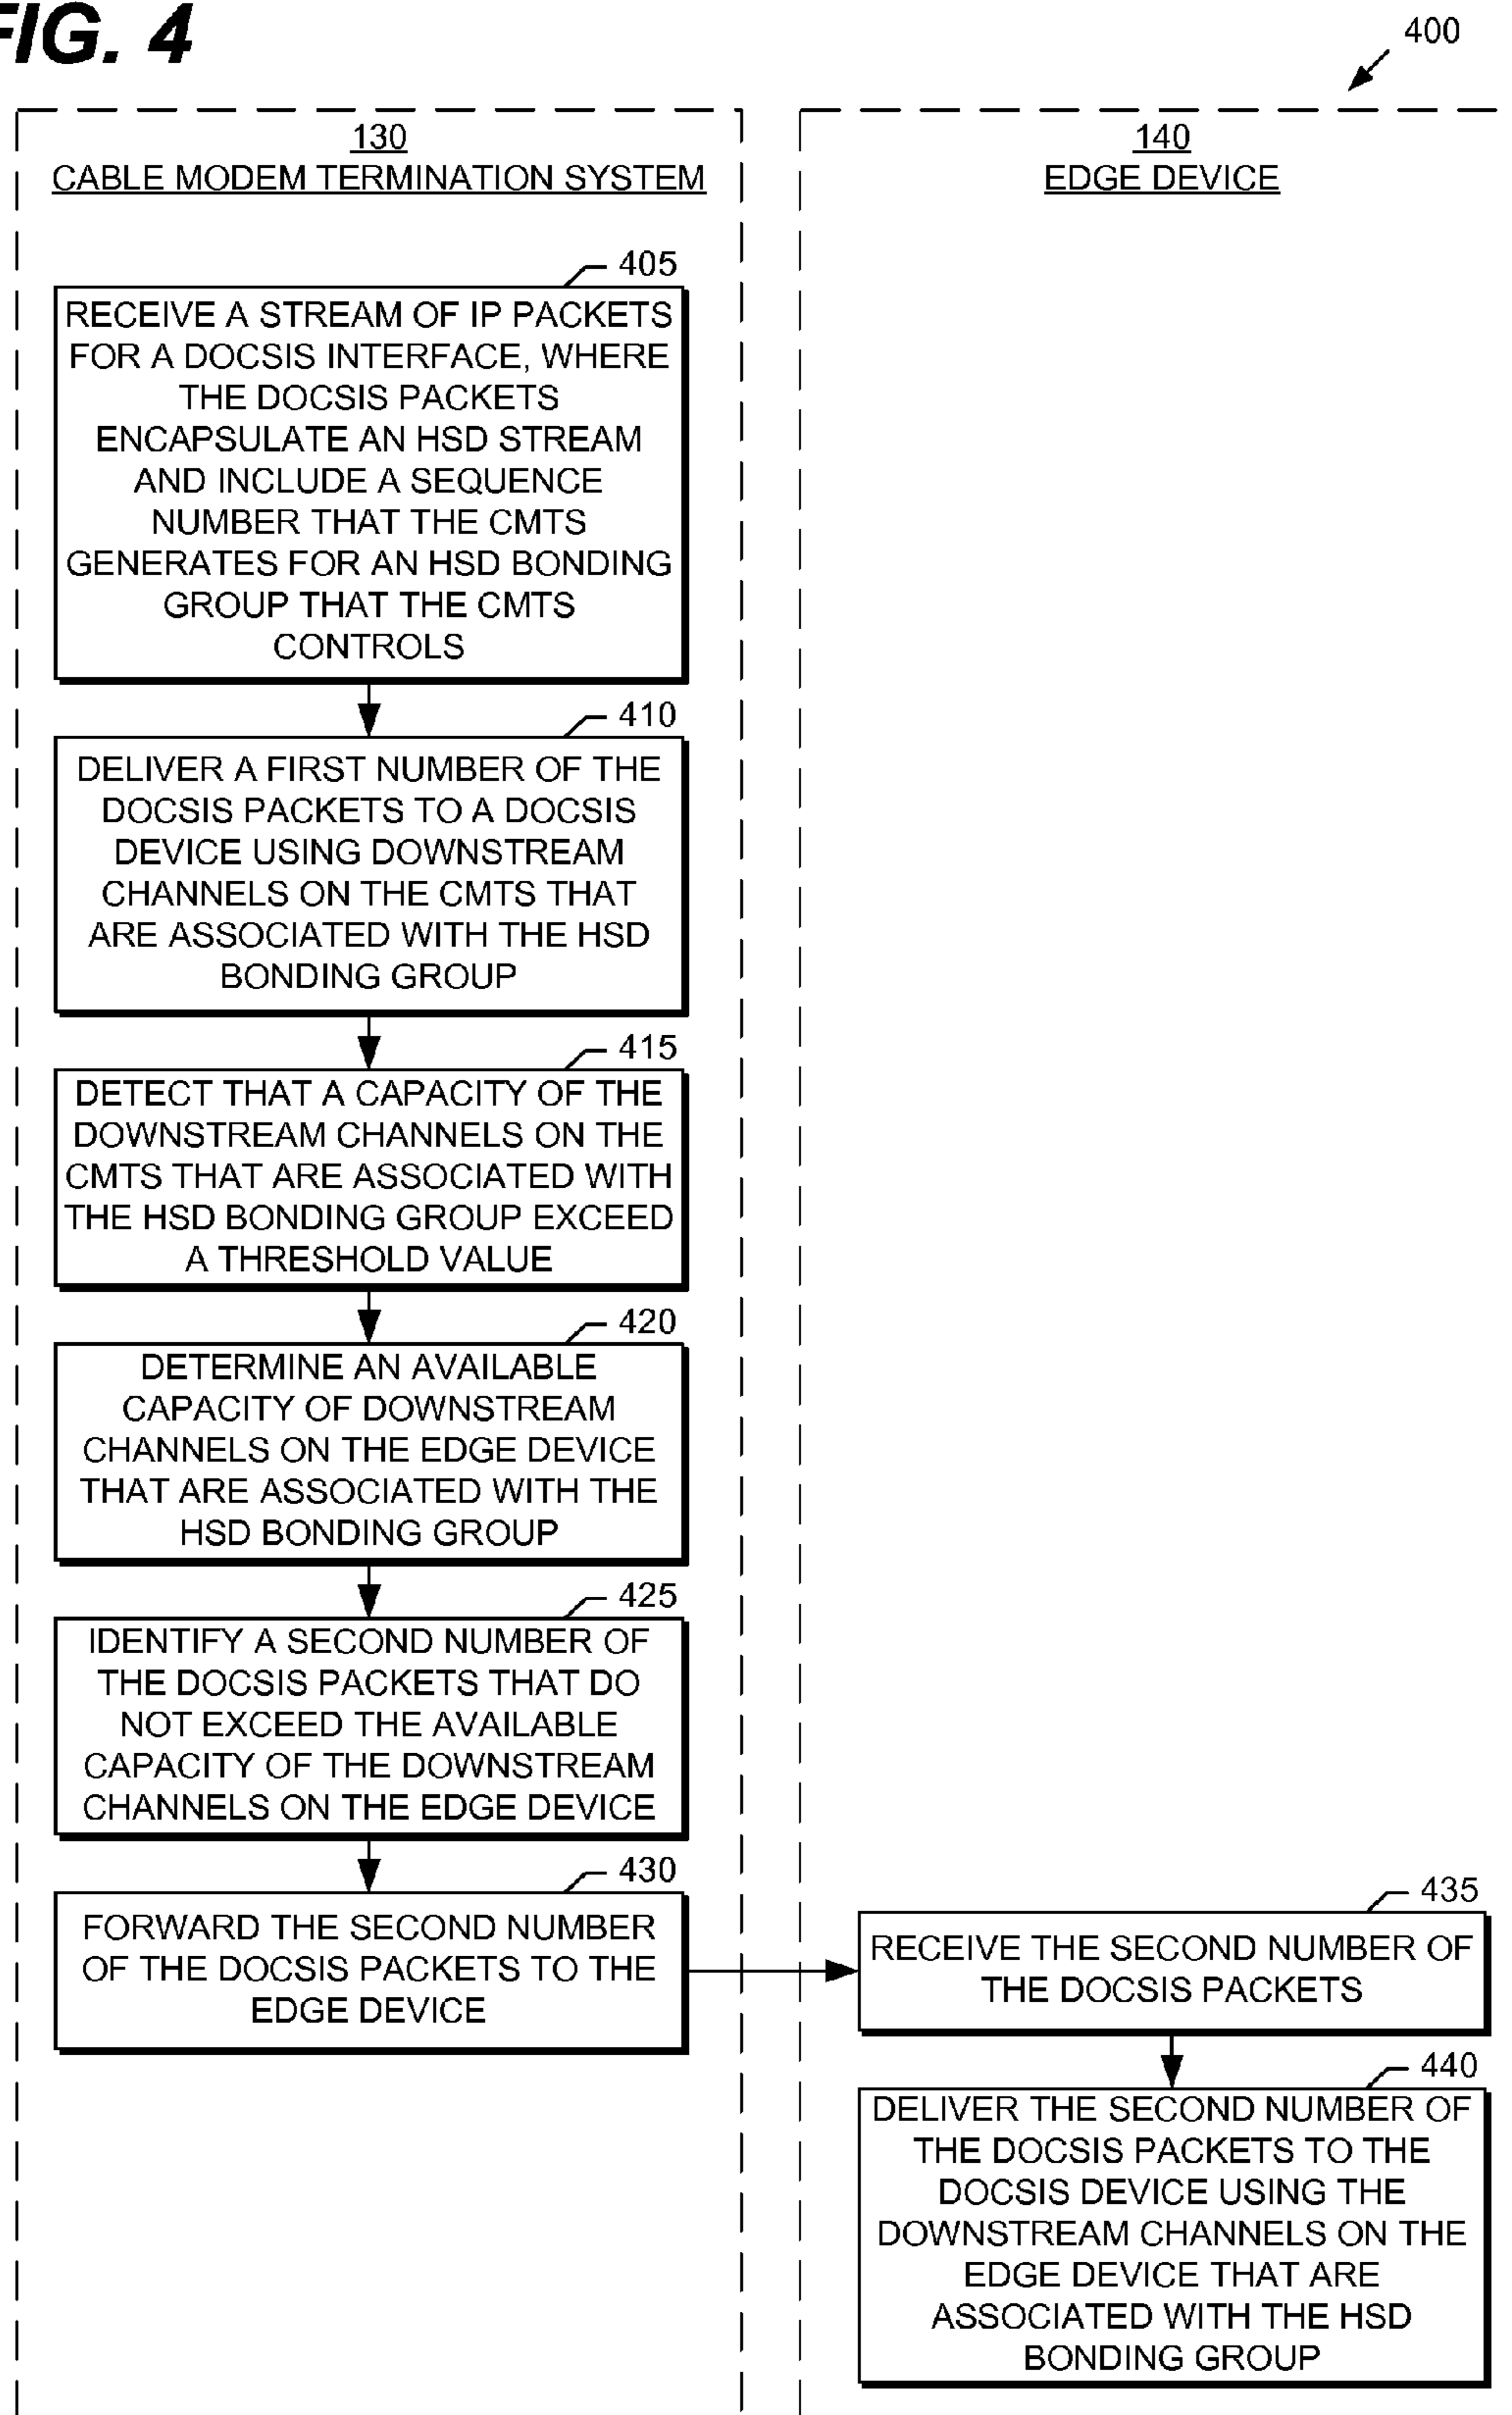 FIG. 4
400
130
CABLE MODEM TERMINATION SYSTEM
140
EDGE DEVICE
405
RECEIVE A STREAM OF IP PACKETS
FOR A DOCSIS INTERFACE, WHERE
THE DOCSIS PACKETS
ENCAPSULATE AN HSD STREAM
AND INCLUDE A SEQUENCE
NUMBER THAT THE CMTS
GENERATES FOR AN HSD BONDING
GROUP THAT THE CMTS
CONTROLS
410
DELIVER A FIRST NUMBER OF THE
DOCSIS PACKETS TO A DOCSIS
DEVICE USING DOWNSTREAM
CHANNELS ON THE CMTS THAT
ARE ASSOCIATED WITH THE HSD
BONDING GROUP
415
DETECT THAT A CAPACITY OF THE
DOWNSTREAM CHANNELS ON THE
CMTS THAT ARE ASSOCIATED WITH
THE HSD BONDING GROUP EXCEED
A THRESHOLD VALUE
420
DETERMINE AN AVAILABLE
CAPACITY OF DOWNSTREAM
CHANNELS ON THE EDGE DEVICE
THAT ARE ASSOCIATED WITH THE
HSD BONDING GROUP
425
IDENTIFY A SECOND NUMBER OF
THE DOCSIS PACKETS THAT DO
NOT EXCEED THE AVAILABLE
CAPACITY OF THE DOWNSTREAM
CHANNELS ON THE EDGE DEVICE
430
FORWARD THE SECOND NUMBER
OF THE DOCSIS PACKETS TO THE
EDGE DEVICE
435
RECEIVE THE SECOND NUMBER OF
THE DOCSIS PACKETS
440
DELIVER THE SECOND NUMBER OF
THE DOCSIS PACKETS TO THE
DOCSIS DEVICE USING THE
DOWNSTREAM CHANNELS ON THE
EDGE DEVICE THAT ARE
ASSOCIATED WITH THE HSD
BONDING GROUP